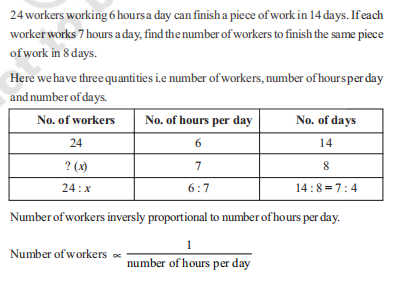 24 workers working 6 hours a day can finish a piece of work in 14 days. If each
worker works 7 hours a day, find the number of workers to finish the same piece
of work in 8 days.
Here we have three quantities i.e number of workers, number of hours per day
and number of days.
No. of workers No. of hours per day No. of days
24 6 14
? (x) 7 8
24 : x 6 : 7 14 : 8 = 7 : 4
Number of workers inversly proportional to number of hours per day.
Number of workers ∝ 1 / number of hours per day